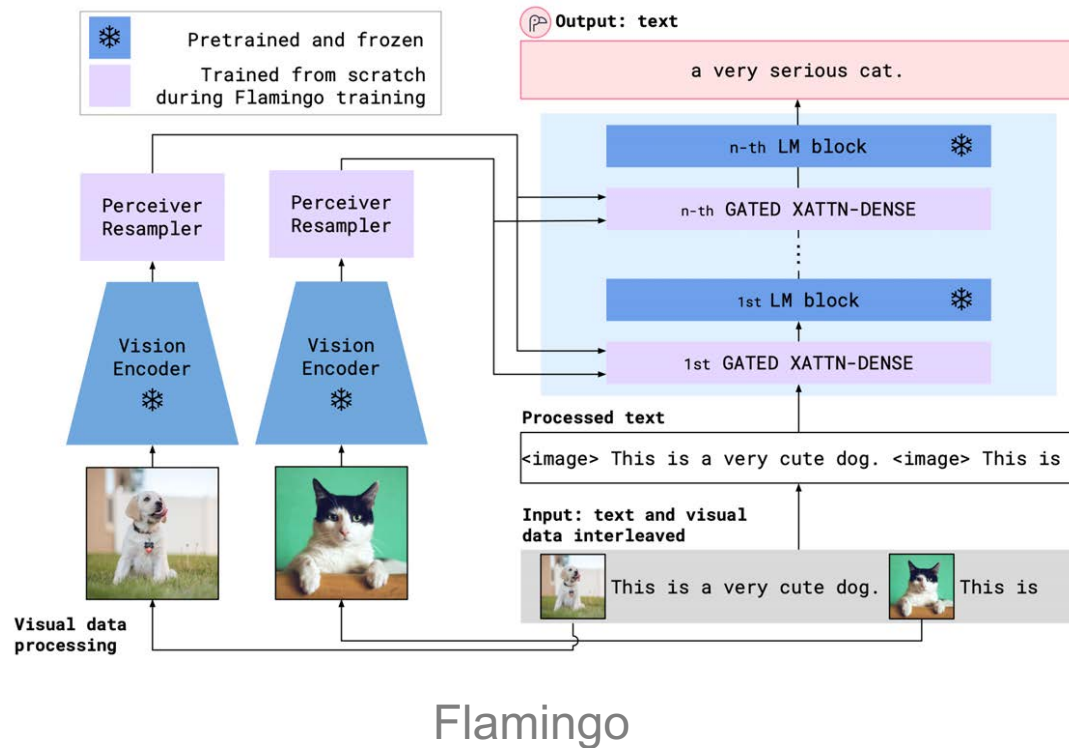 Pretrained and frozen
Trained from scratch
during Flamingo training
Output: text
a very serious cat.
n-th LM block
n-th GATED XATTN-DENSE
1st LM block
1st GATED XATTN-DENSE
Perceiver
Resampler
Perceiver
Resampler
Vision
Encoder
Vision
Encoder
Processed text
<image> This is a very cute dog. <image> This is
Input: text and visual
data interleaved
This is a very cute dog. This is
Visual data
processing
Flamingo